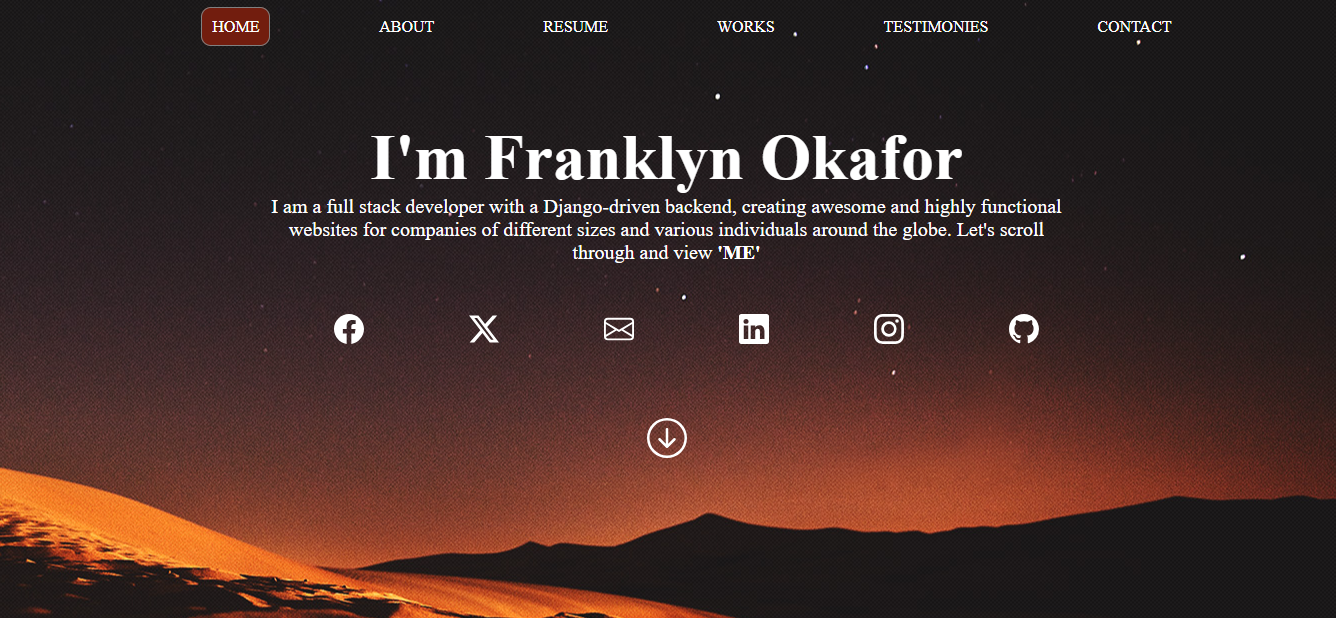 HOME ABOUT RESUME WORKS TESTIMONIES CONTACT
I'm Franklyn Okafor
I am a full stack developer with a Django-driven backend, creating awesome and highly functional
websites for companies of different sizes and various individuals around the globe. Let's scroll
through and view 'ME'